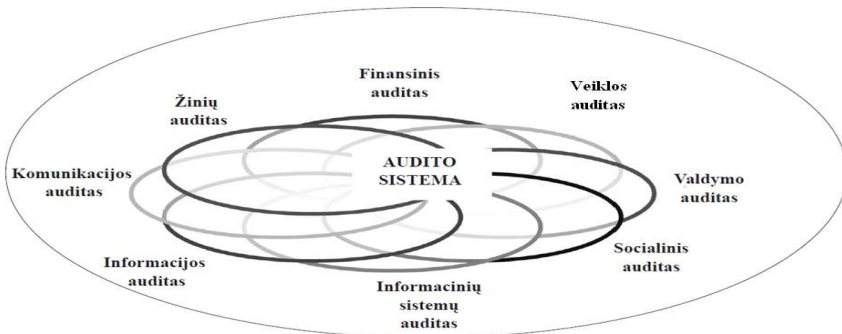 Finansinis
auditas
Veiklos
auditas
Žinių
auditas
Komunikacijos
auditas
AUDITO
SISTEMA
Valdymo
auditas
Informacijos
auditas
Informacinių
sistemų
auditas
Socialinis
auditas